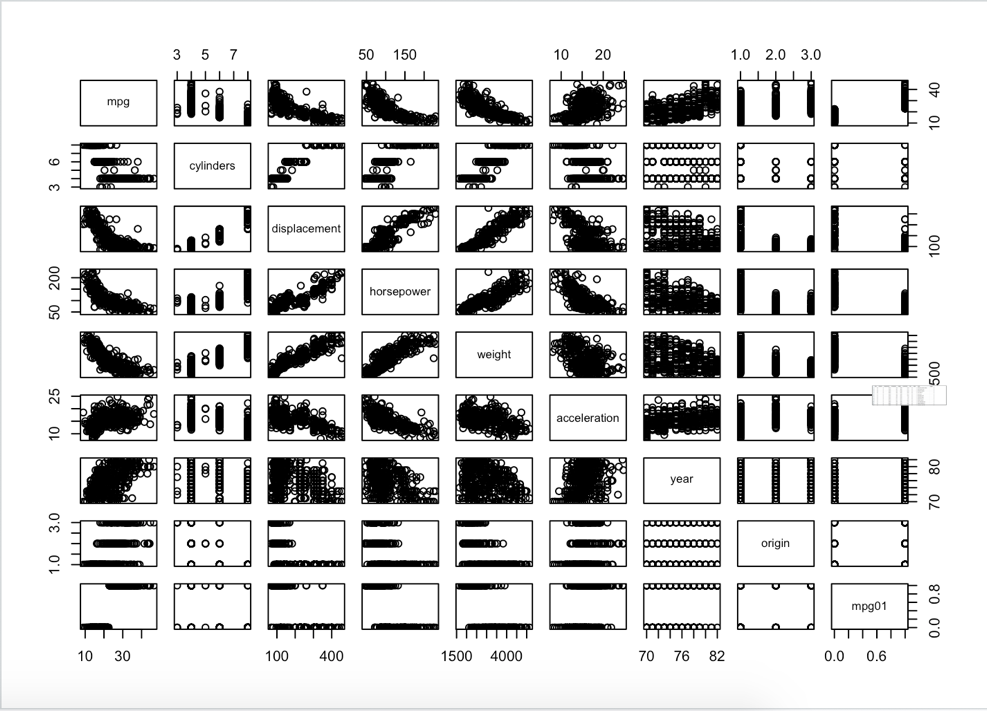 3 5 7 50 150 10 20 1.0 2.0 3.0
mpg 10 40
3 6 cylinders
displacement 100
50 200 horsepower
weight 500
10 25 acceleration
year 70 80
1.0 3.0 origin
mpg01 0.0 0.8
10 30 100 400 1500 4000 70 76 82 0.0 0.6